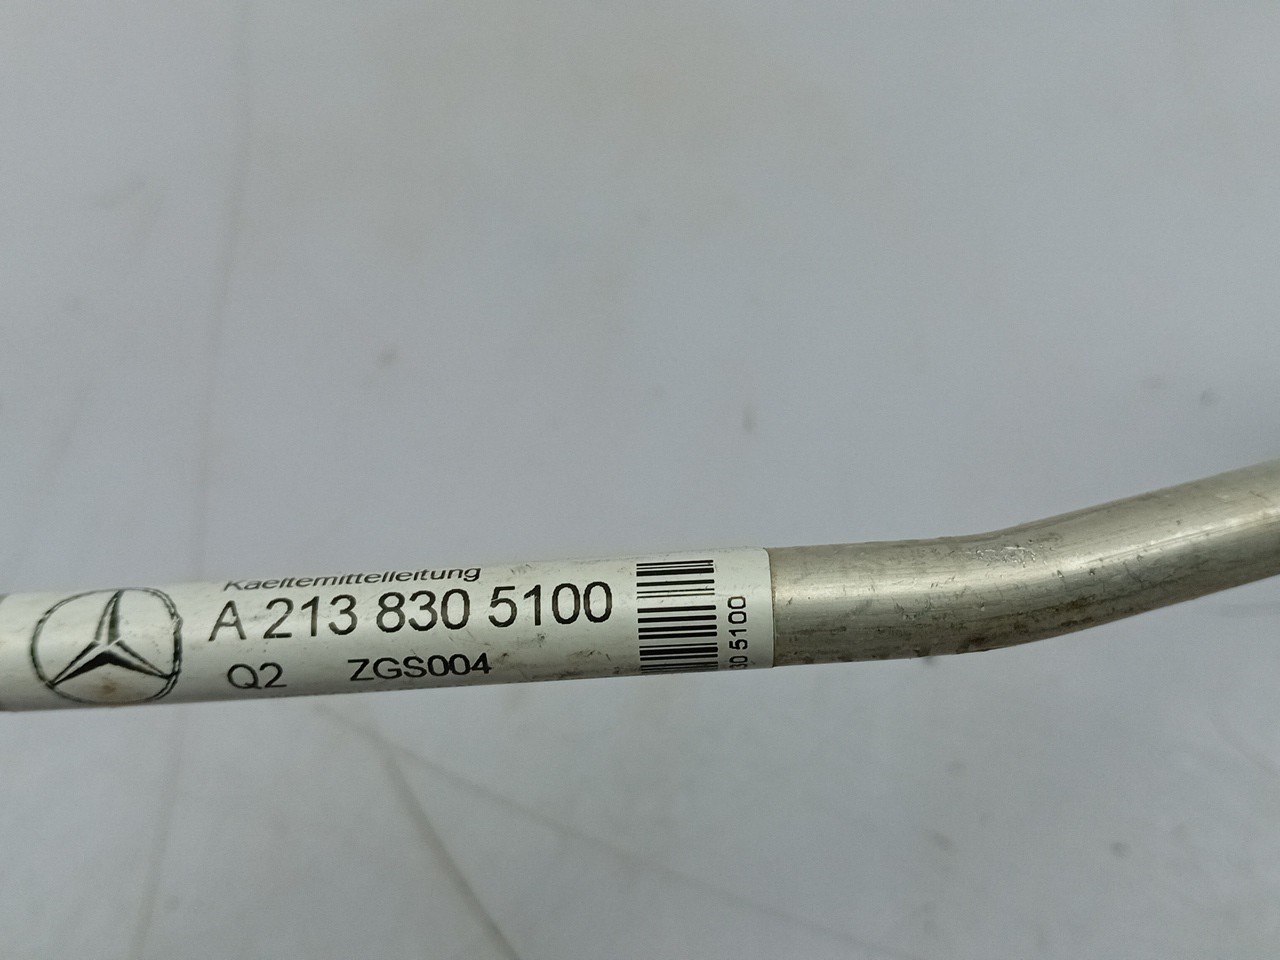 Kaeltemittelleitung
A 213 830 5100
Q2 ZGS004
30 5100